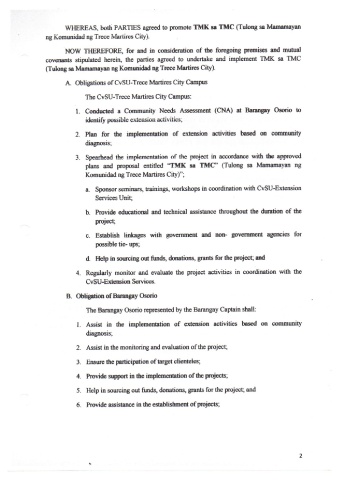 WHEREAS, both PARTIES agreed to promote TMK sa TMC (Tulong sa Mamamayan
ng Komunidad ng Trece Martires City).
NOW THEREFORE, for and in consideration of the foregoing premises and mutual
covenants stipulated herein, the parties agreed to undertake and implement TMK sa TMC
(Tulong sa Mamamayan ng Komunidad ng Trece Martires City).
A. Obligations of CvSU-Trece Martires City Campus
The CvSU-Trece Martires City Campus:
1. Conducted a Community Needs Assessment (CNA) at Barangay Osorio to
identify possible extension activities;
2. Plan for the implementation of extension activities based on community
diagnosis;
3. Spearhead the implementation of the project in accordance with the approved
plans and proposal entitled "TMK sa TMC" (Tulong sa Mamamayan ng
Komunidad ng Trece Martires City)";
a. Sponsor seminars, trainings, workshops in coordination with CvSU-Extension
Services Unit;
b. Provide educational and technical assistance throughout the duration of the
project;
c. Establish linkages with government and non- government agencies for
possible tie- ups;
d. Help in sourcing out funds, donations, grants for the project; and
4. Regularly monitor and evaluate the project activities in coordination with the
CvSU-Extension Services.
B. Obligation of Barangay Osorio
The Barangay Osorio represented by the Barangay Captain shall:
1. Assist in the implementation of extension activities based on community
diagnosis;
2. Assist in the monitoring and evaluation of the project;
3. Ensure the participation of target clienteles;
4. Provide support in the implementation of the projects;
5. Help in sourcing out funds, donations, grants for the project; and
6. Provide assistance in the establishment of projects;
2